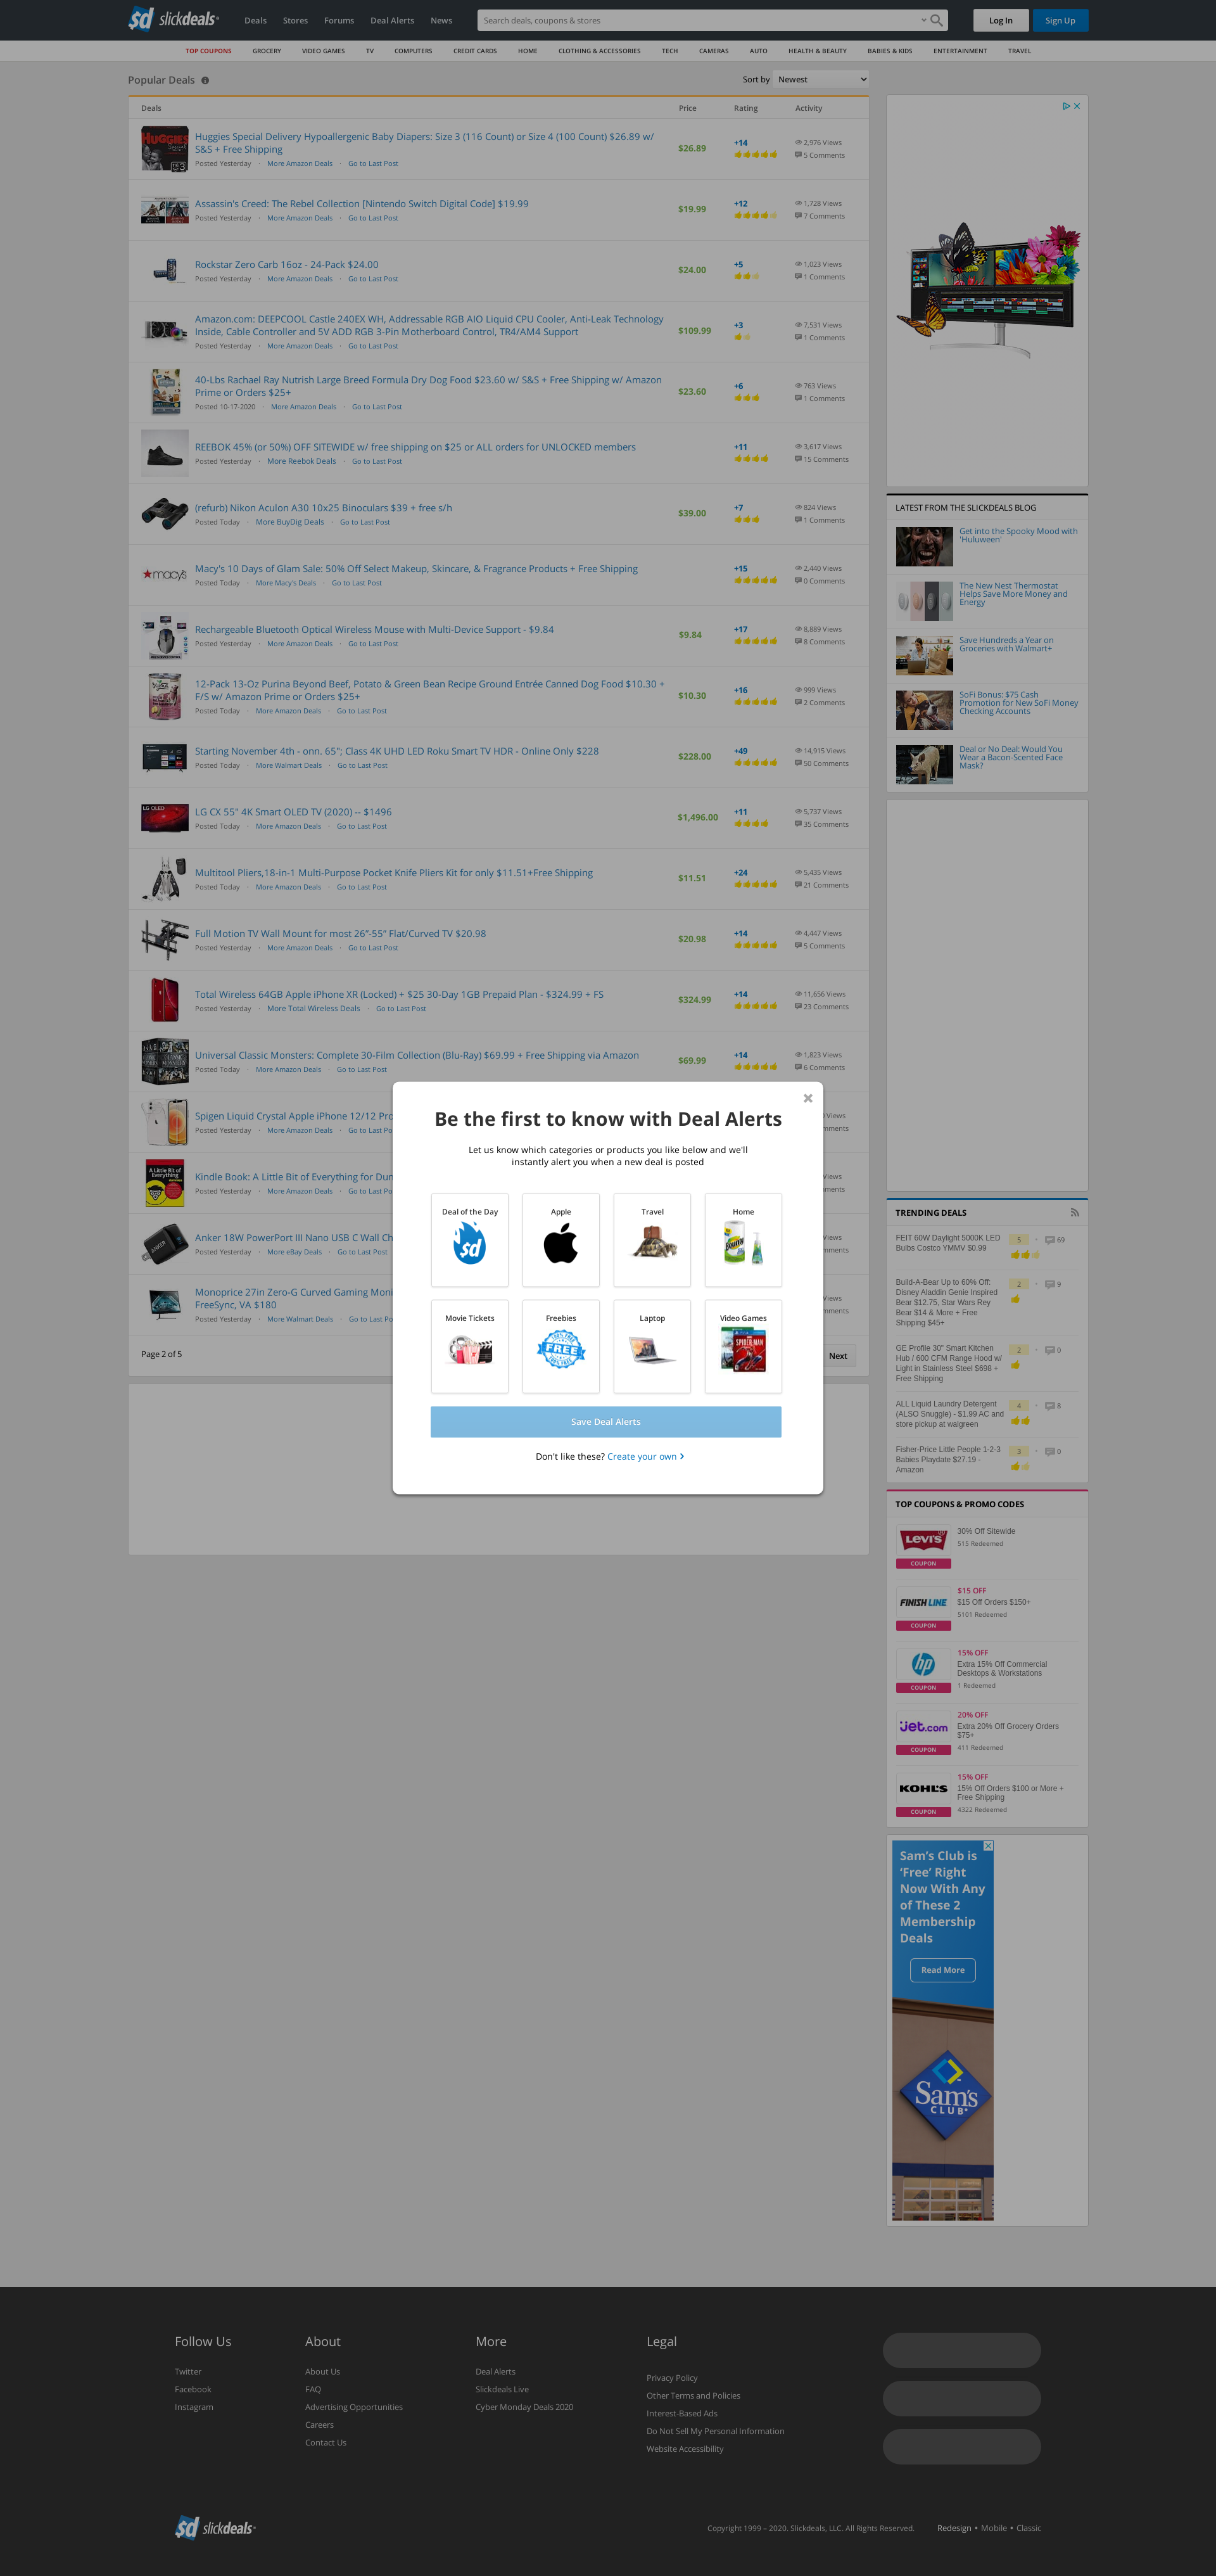 sd slickdeals
Deals
Stores
Forums
Deal Alerts
News
Search deals, coupons & stores
Log In
Sign Up
TOP COUPONS
GROCERY
VIDEO GAMES
TV
COMPUTERS
CREDIT CARDS
HOME
CLOTHING & ACCESSORIES
TECH
CAMERAS
AUTO
HEALTH & BEAUTY
BABIES & KIDS
ENTERTAINMENT
TRAVEL
Popular Deals
Sort by Newest
Deals Price Rating Activity
Huggies Special Delivery Hypoallergenic Baby Diapers: Size 3 (116 Count) or Size 4 (100 Count) $26.89 w/
S&S + Free Shipping
Posted Yesterday · More Amazon Deals · Go to Last Post
$26.89
+14
2,976 Views
5 Comments
Assassin's Creed: The Rebel Collection [Nintendo Switch Digital Code] $19.99
Posted Yesterday · More Amazon Deals · Go to Last Post
$19.99
+12
1,728 Views
7 Comments
Rockstar Zero Carb 16oz - 24-Pack $24.00
Posted Yesterday · More Amazon Deals · Go to Last Post
$24.00
+5
1,023 Views
1 Comments
Amazon.com: DEEPCOOL Castle 240EX WH, Addressable RGB AIO Liquid CPU Cooler, Anti-Leak Technology
Inside, Cable Controller and 5V ADD RGB 3-Pin Motherboard Control, TR4/AM4 Support
Posted Yesterday · More Amazon Deals · Go to Last Post
$109.99
+3
7,531 Views
1 Comments
40-Lbs Rachael Ray Nutrish Large Breed Formula Dry Dog Food $23.60 w/ S&S + Free Shipping w/ Amazon
Prime or Orders $25+
Posted 10-17-2020 · More Amazon Deals · Go to Last Post
$23.60
+6
763 Views
1 Comments
REEBOK 45% (or 50%) OFF SITEWIDE w/ free shipping on $25 or ALL orders for UNLOCKED members
Posted Yesterday · More Reebok Deals · Go to Last Post
+11
3,617 Views
15 Comments
(refurb) Nikon Aculon A30 10x25 Binoculars $39 + free s/h
Posted Today · More BuyDig Deals · Go to Last Post
$39.00
+7
824 Views
1 Comments
Macy's 10 Days of Glam Sale: 50% Off Select Makeup, Skincare, & Fragrance Products + Free Shipping
Posted Today · More Macy's Deals · Go to Last Post
+15
2,440 Views
0 Comments
Rechargeable Bluetooth Optical Wireless Mouse with Multi-Device Support - $9.84
Posted Yesterday · More Amazon Deals · Go to Last Post
$9.84
+17
8,889 Views
8 Comments
12-Pack 13-Oz Purina Beyond Beef, Potato & Green Bean Recipe Ground Entrée Canned Dog Food $10.30 +
F/S w/ Amazon Prime or Orders $25+
Posted Today · More Amazon Deals · Go to Last Post
$10.30
+16
999 Views
2 Comments
Starting November 4th - onn. 65"; Class 4K UHD LED Roku Smart TV HDR - Online Only $228
Posted Today · More Walmart Deals · Go to Last Post
$228.00
+49
14,915 Views
50 Comments
LG CX 55" 4K Smart OLED TV (2020) -- $1496
Posted Today · More Amazon Deals · Go to Last Post
$1,496.00
+11
5,737 Views
35 Comments
Multitool Pliers,18-in-1 Multi-Purpose Pocket Knife Pliers Kit for only $11.51+Free Shipping
Posted Today · More Amazon Deals · Go to Last Post
$11.51
+24
5,435 Views
21 Comments
Full Motion TV Wall Mount for most 26”-55” Flat/Curved TV $20.98
Posted Yesterday · More Amazon Deals · Go to Last Post
$20.98
+14
4,447 Views
5 Comments
Total Wireless 64GB Apple iPhone XR (Locked) + $25 30-Day 1GB Prepaid Plan - $324.99 + FS
Posted Yesterday · More Total Wireless Deals · Go to Last Post
$324.99
+14
11,656 Views
23 Comments
Universal Classic Monsters: Complete 30-Film Collection (Blu-Ray) $69.99 + Free Shipping via Amazon
Posted Today · More Amazon Deals · Go to Last Post
$69.99
+14
1,823 Views
6 Comments
Spigen Liquid Crystal Apple iPhone 12/12 Pro
Posted Yesterday · More Amazon Deals · Go to Last Po
Views
Kindle Book: A Little Bit of Everything for Dum
Posted Yesterday · More Amazon Deals · Go to Last Po
Views
Anker 18W PowerPort III Nano USB C Wall Ch
Posted Yesterday · More eBay Deals · Go to Last Post
Views
Monoprice 27in Zero-G Curved Gaming Moni
FreeSync, VA $180
Posted Yesterday · More Walmart Deals · Go to Last Po
Views
Page 2 of 5
Next
Be the first to know with Deal Alerts
Let us know which categories or products you like below and we'll
instantly alert you when a new deal is posted
Deal of the Day
Apple
Travel
Home
Movie Tickets
Freebies
Laptop
Video Games
Save Deal Alerts
Don't like these? Create your own
LATEST FROM THE SLICKDEALS BLOG
Get into the Spooky Mood with
'Huluween'
The New Nest Thermostat
Helps Save More Money and
Energy
Save Hundreds a Year on
Groceries with Walmart+
SoFi Bonus: $75 Cash
Promotion for New SoFi Money
Checking Accounts
Deal or No Deal: Would You
Wear a Bacon-Scented Face
Mask?
TRENDING DEALS
FEIT 60W Daylight 5000K LED
Bulbs Costco YMMV $0.99
5 · 69
Build-A-Bear Up to 60% Off:
Disney Aladdin Genie Inspired
Bear $12.75, Star Wars Rey
Bear $14 & More + Free
Shipping $45+
2 · 9
GE Profile 30" Smart Kitchen
Hub / 600 CFM Range Hood w/
Light in Stainless Steel $698 +
Free Shipping
2 · 0
ALL Liquid Laundry Detergent
(ALSO Snuggle) - $1.99 AC and
store pickup at walgreen
4 · 8
Fisher-Price Little People 1-2-3
Babies Playdate $27.19 -
Amazon
3 · 0
TOP COUPONS & PROMO CODES
Levi's
COUPON
30% Off Sitewide
515 Redeemed
FINISH LINE
COUPON
$15 OFF
$15 Off Orders $150+
5101 Redeemed
hp
COUPON
15% OFF
Extra 15% Off Commercial
Desktops & Workstations
1 Redeemed
jet.com
COUPON
20% OFF
Extra 20% Off Grocery Orders
$75+
411 Redeemed
KOHL'S
COUPON
15% OFF
15% Off Orders $100 or More +
Free Shipping
4322 Redeemed
Sam's Club is
‘Free’ Right
Now With Any
of These 2
Membership
Deals
Read More
Sam's
CLUB
Follow Us
Twitter
Facebook
Instagram
About
About Us
FAQ
Advertising Opportunities
Careers
Contact Us
More
Deal Alerts
Slickdeals Live
Cyber Monday Deals 2020
Legal
Privacy Policy
Other Terms and Policies
Interest-Based Ads
Do Not Sell My Personal Information
Website Accessibility
sd slickdeals
Copyright 1999 – 2020. Slickdeals, LLC. All Rights Reserved.
Redesign • Mobile • Classic